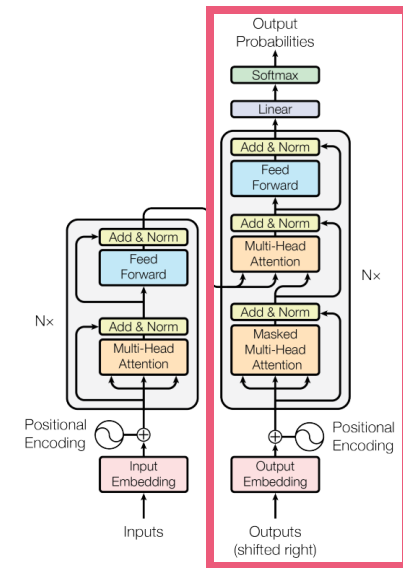 Output
Probabilities
Softmax
Linear
Add & Norm
Feed
Forward
Add & Norm
Multi-Head
Attention
Add & Norm
Masked
Multi-Head
Attention
N×
Positional
Encoding
Output
Embedding
Outputs
(shifted right)
Add & Norm
Feed
Forward
N×
Add & Norm
Multi-Head
Attention
Positional
Encoding
Input
Embedding
Inputs